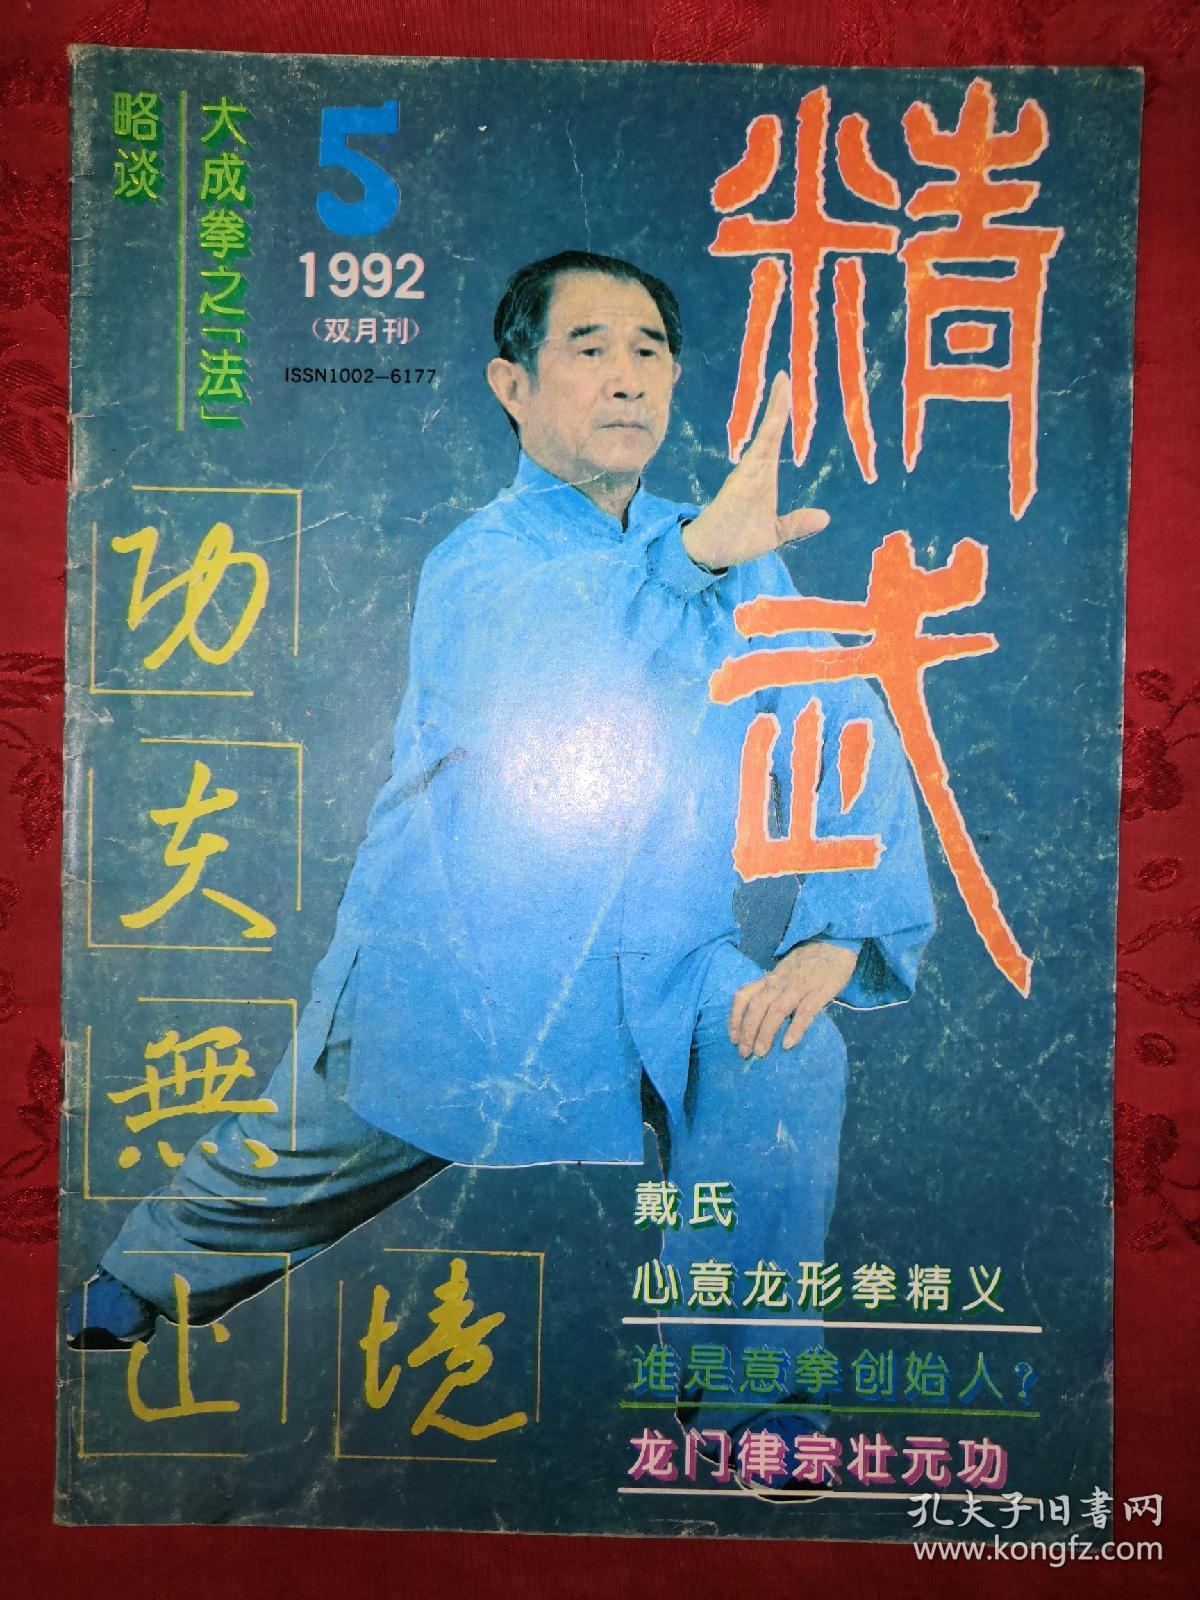 精武
5
1992
(双月刊)
ISSN1002-6177
略谈
大成拳之「法」
功夫無止境
戴氏
心意龙形拳精义
谁是意拳创始人?
龙门律宗壮元功
孔夫子旧書网
www.kongfz.com